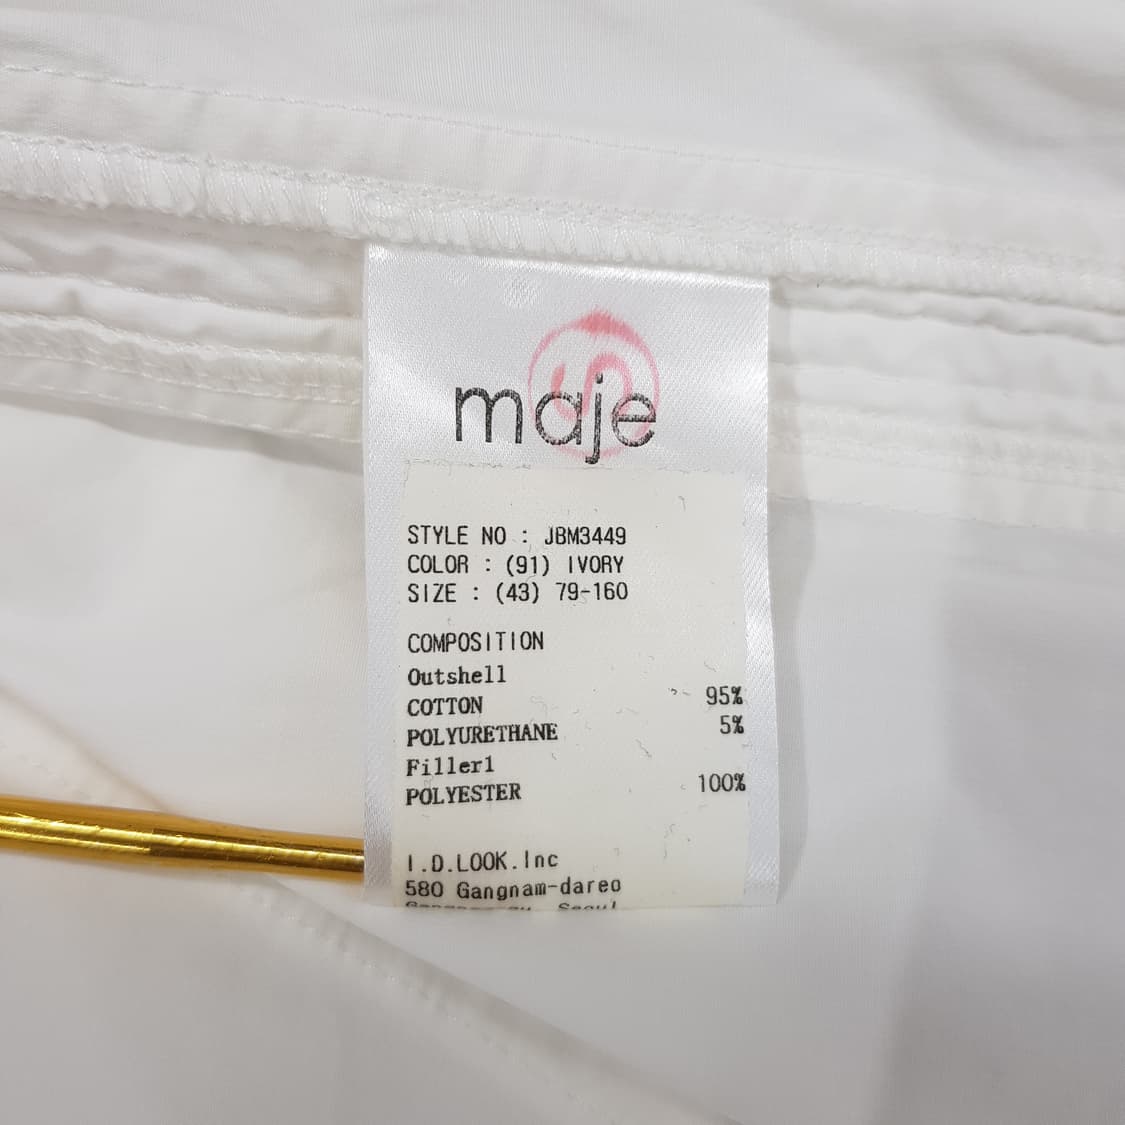 maje
STYLE NO : JBM3449
COLOR : (91) IVORY
SIZE : (43) 79-160
COMPOSITION
Outshell
COTTON 95%
POLYURETHANE 5%
Filler1
POLYESTER 100%
I.D.LOOK.Inc
580 Gangnam-dareo
Seoul